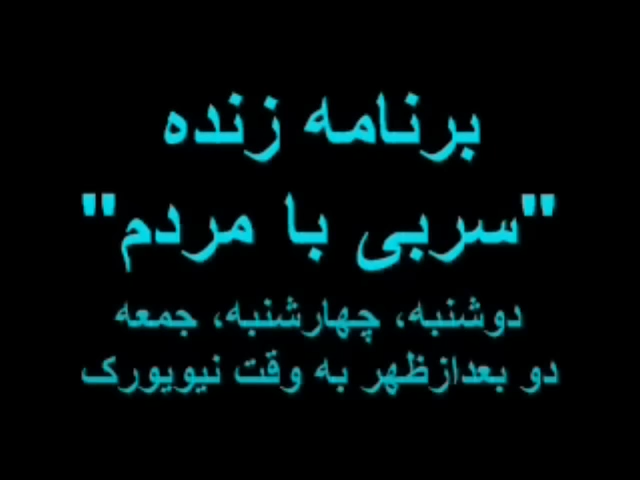 برنامه زنده
"سربی با مردم"
دوشنبه، چهارشنبه، جمعه
دو بعدازظهر به وقت نیویورک